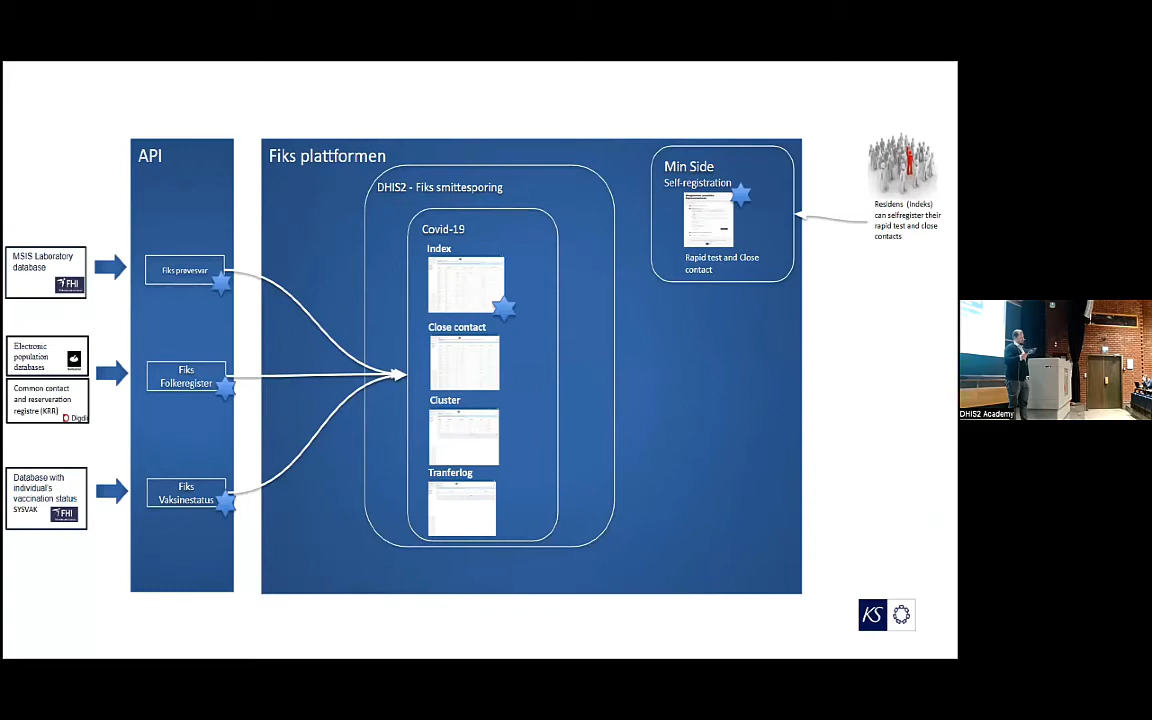 API
Fiks plattformen
DHIS2 - Fiks smittesporing
Covid-19
Index
Close contact
Cluster
Tranferlog
Min Side
Self-registration
Rapid test and Close
contact
Residens (Indeks)
can selfregister their
rapid test and close
contacts
MSIS Laboratory
database
FHI
Fiks prøvesvar
Electronic
population
databases
Common contact
and reserveration
registre (KRR)
Digdi
Fiks
Folkeregister
Database with
individual's
vaccination status
SYSVAK
FHI
Fiks
Vaksinestatus
KS
DHIS2 Academy